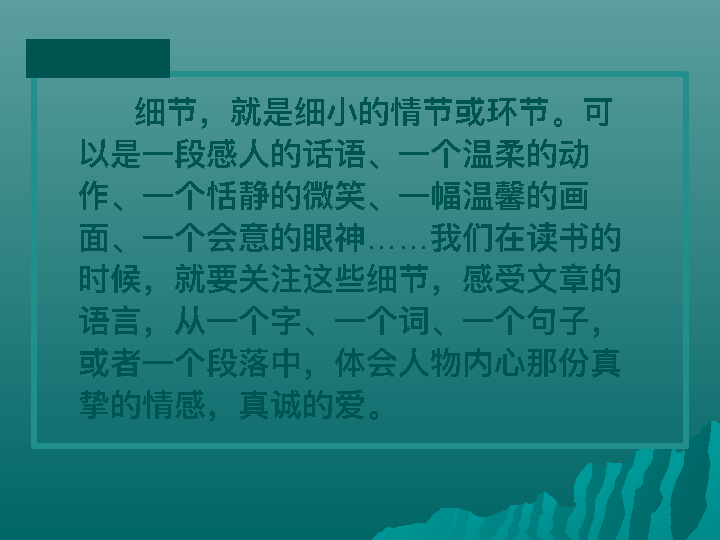 细节，就是细小的情节或环节。可
以是一段感人的话语、一个温柔的动
作、一个恬静的微笑、一幅温馨的画
面、一个会意的眼神……我们在读书的
时候，就要关注这些细节，感受文章的
语言，从一个字、一个词、一个句子，
或者一个段落中，体会人物内心那份真
挚的情感，真诚的爱。